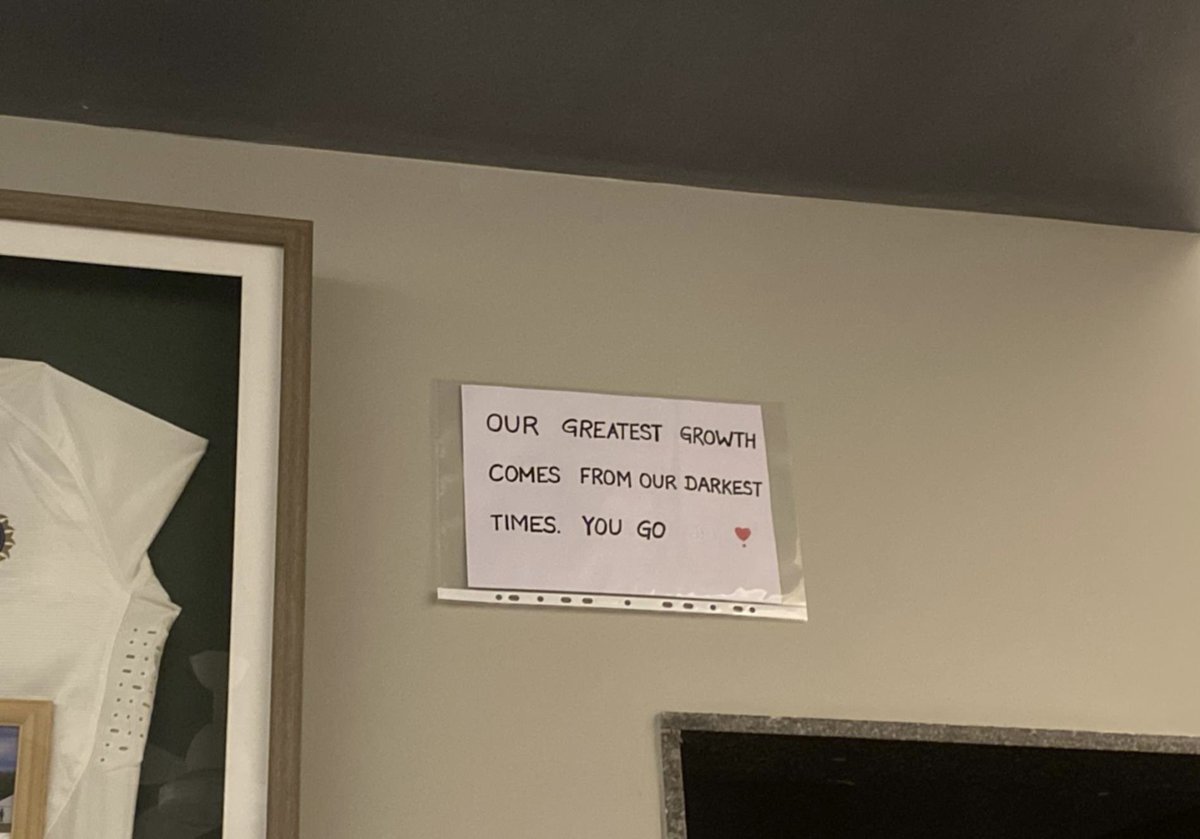 OUR GREATEST GROWTH
COMES FROM OUR DARKEST
TIMES. YOU GO